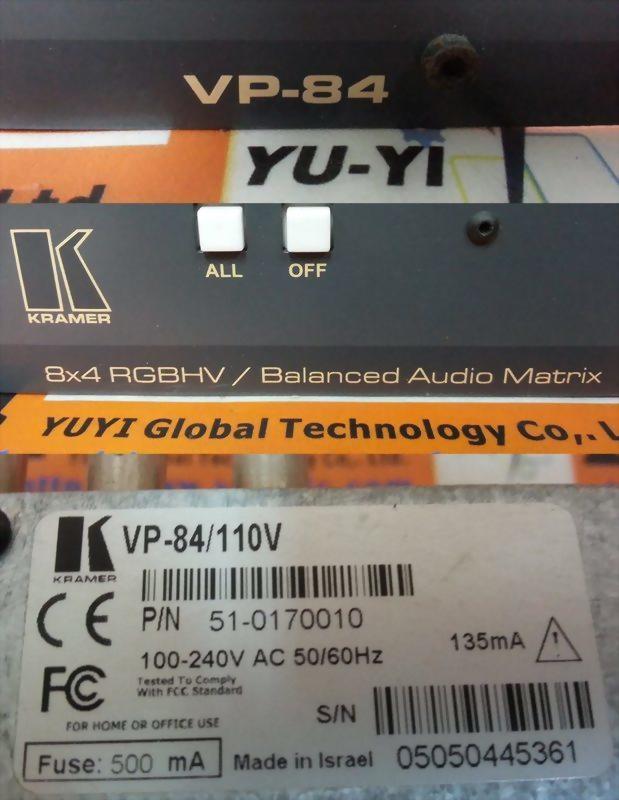 VP-84
Ltd
YU-YI
ALL OFF
KRAMER
8x4 RGBHV / Balanced Audio Matrix
YUYI Global Technology Co,. L
KRAMER
VP-84/110V
P/N 51-0170010
100-240V AC 50/60Hz
135mA
FC
Tested To Comply
With FCC Standard
FOR HOME OR OFFICE USE
S/N
Fuse: 500 mA
Made in Israel
05050445361